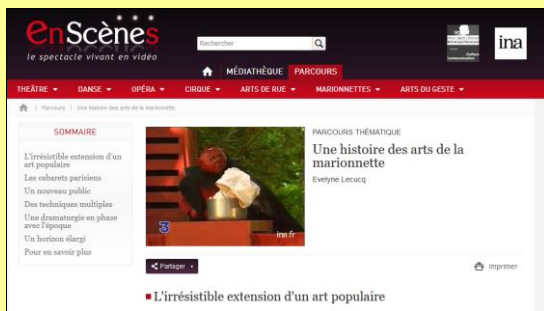 enScènes
le spectacle vivant en vidéo
Rechercher
ina
MÉDIATHÈQUE PARCOURS
THEÂTRE DANSE OPÉRA CIRQUE ARTS DE RUE MARIONNETTES ARTS DU GESTE
Parcours | Une histoire des arts de la marionnette
SOMMAIRE
L'irrésistible extension d'un
art populaire
Les cabarets parisiens
Un nouveau public
Des techniques multiples
Une dramaturgie en phase
avec l'époque
Un horizon élargi
Pour en savoir plus
3
ina.fr
PARCOURS THÉMATIQUE
Une histoire des arts de la
marionnette
Evelyne Lecucq
Partager
Imprimer
L'irrésistible extension d'un art populaire